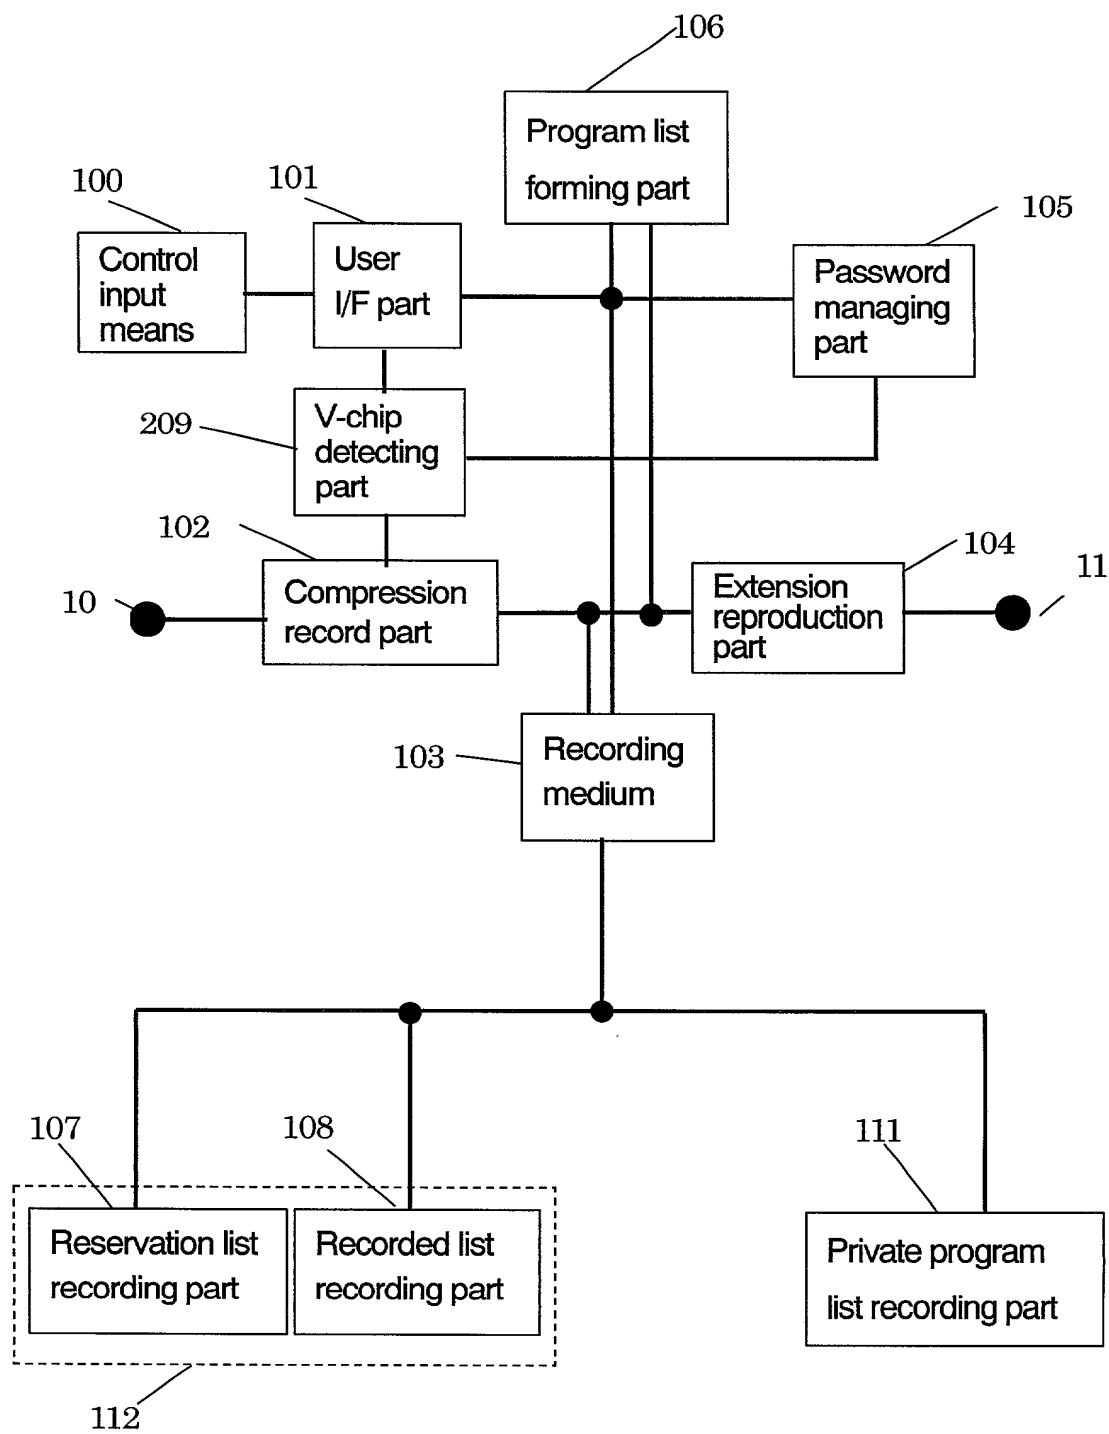 106
Program list
forming part
100
101
105
Control
input
means
User
I/F part
Password
managing
part
209
V-chip
detecting
part
102
104
11
10
Compression
record part
Extension
reproduction
part
103
Recording
medium
107
108
111
Reservation list
recording part
Recorded list
recording part
Private program
list recording part
112